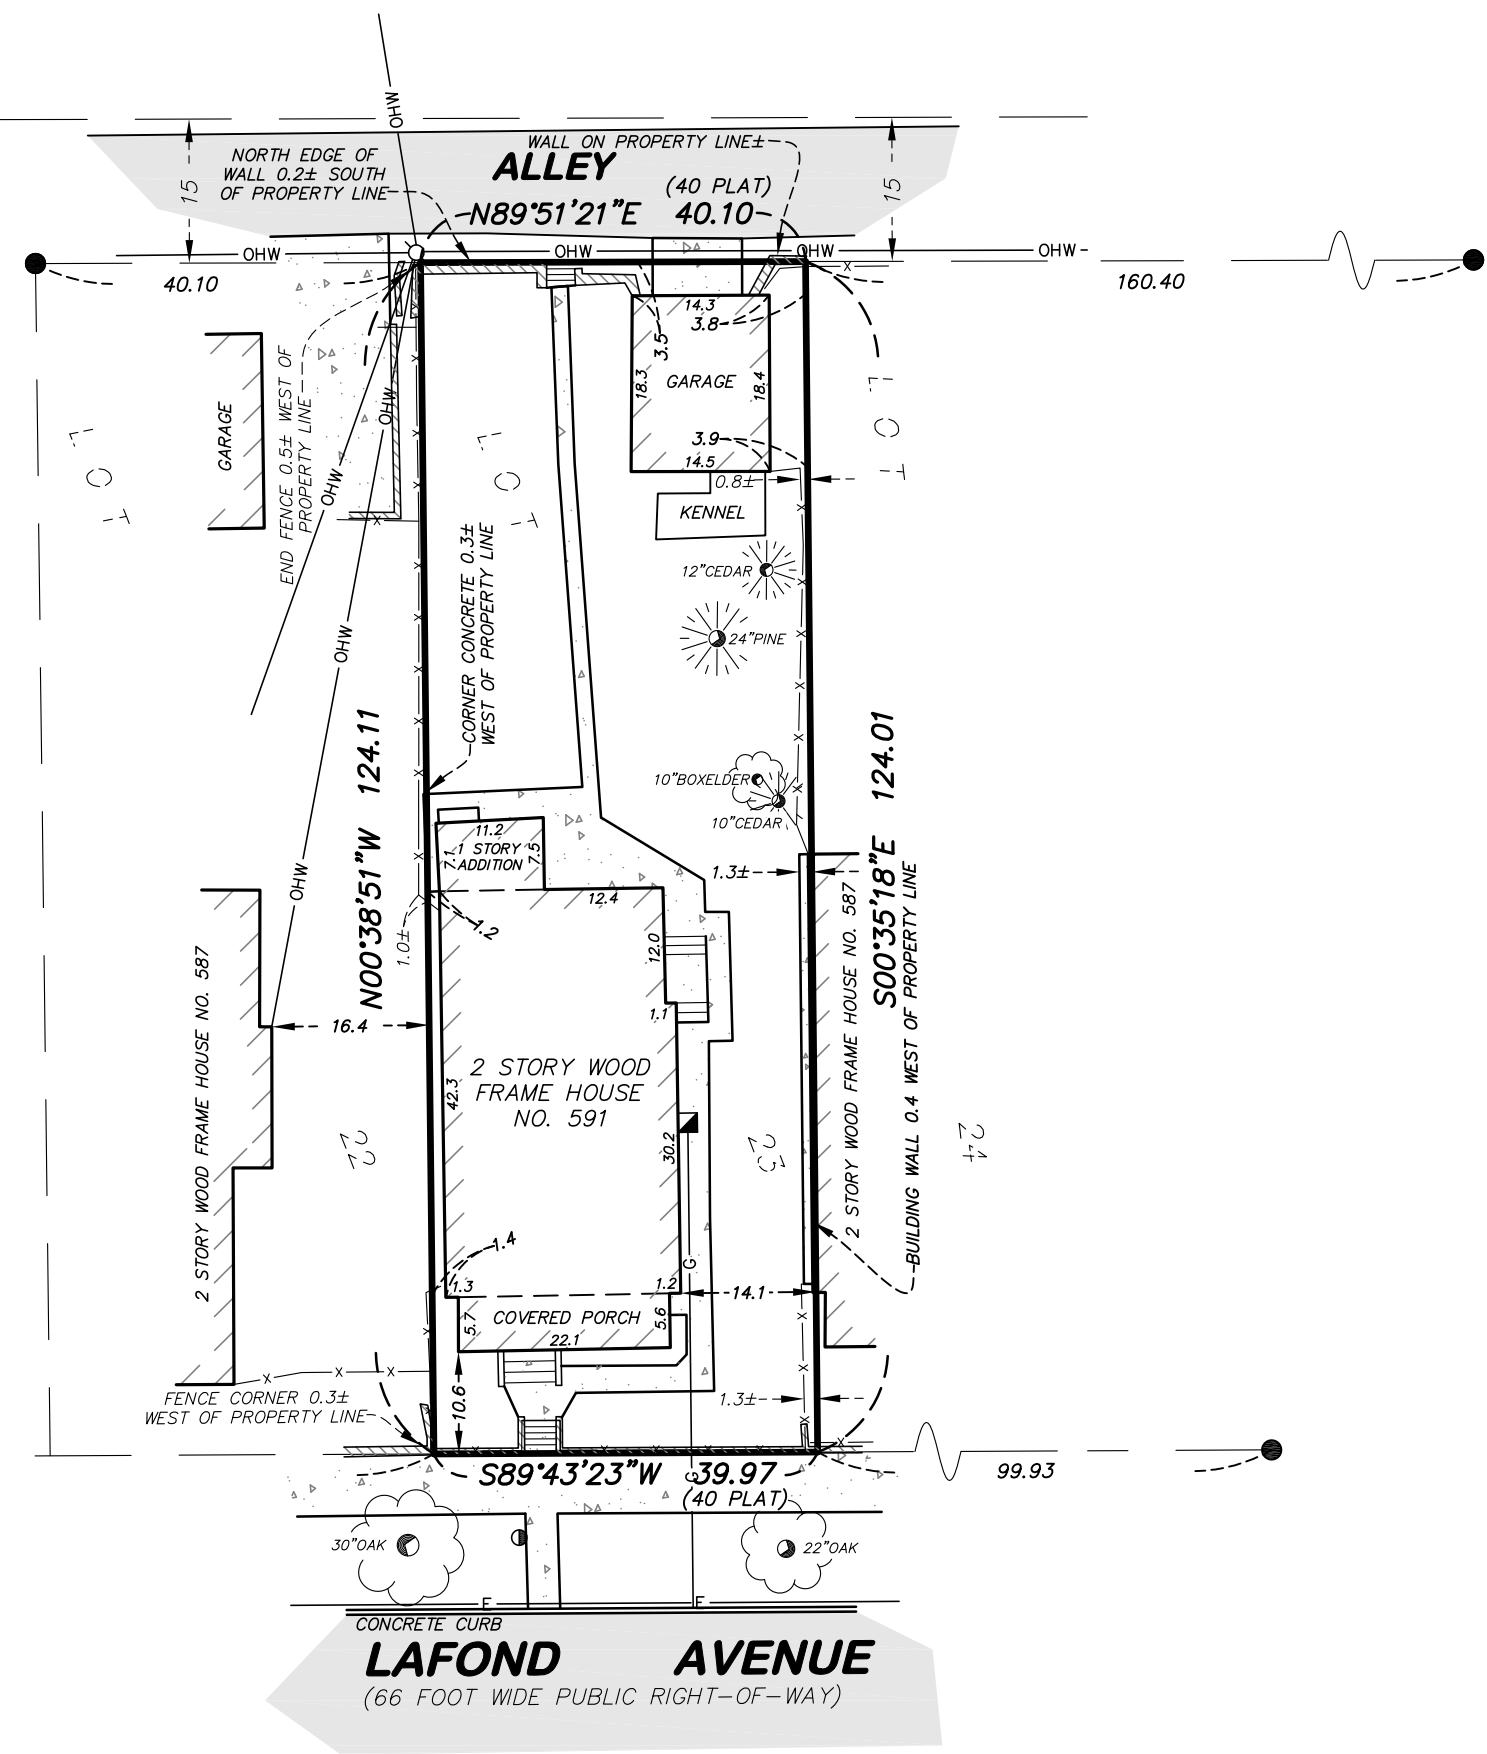 OHW
WALL ON PROPERTY LINE±
NORTH EDGE OF
WALL 0.2± SOUTH
OF PROPERTY LINE
ALLEY
(40 PLAT)
N89°51'21"E 40.10
15
15
OHW
OHW
OHW
OHW
40.10
160.40
14.3
3.8
3.5
18.3
GARAGE
18.4
3.9
14.5
0.8±
KENNEL
GARAGE
END FENCE 0.5± WEST OF
PROPERTY LINE
OHW
OHW
LOT
LOT
LOT
12"CEDAR
24"PINE
CORNER CONCRETE 0.3±
WEST OF PROPERTY LINE
OHW
N00°38'51"W 124.11
S00°35'18"E 124.01
10"BOXELDER
10"CEDAR
11.2
7.1
1 STORY
ADDITION
7.5
12.4
1.3±
1.2
1.0±
OHW
12.0
1.1
16.4
2 STORY WOOD
FRAME HOUSE
NO. 591
42.3
30.2
2 STORY WOOD FRAME HOUSE NO. 587
2 STORY WOOD FRAME HOUSE NO. 587
BUILDING WALL 0.4 WEST OF PROPERTY LINE
22
23
24
1.4
G
1.3
1.2
14.1
5.7
COVERED PORCH
5.6
22.1
10.6
1.3±
FENCE CORNER 0.3±
WEST OF PROPERTY LINE
S89°43'23"W 39.97
G
(40 PLAT)
99.93
30"OAK
22"OAK
E
E
CONCRETE CURB
LAFOND AVENUE
(66 FOOT WIDE PUBLIC RIGHT-OF-WAY)